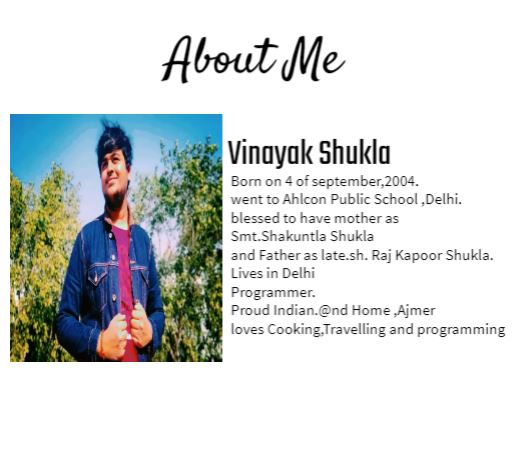 About Me
Vinayak Shukla
Born on 4 of september,2004.
went to Ahlcon Public School ,Delhi.
blessed to have mother as
Smt.Shakuntla Shukla
and Father as late.sh. Raj Kapoor Shukla.
Lives in Delhi
Programmer.
Proud Indian.@nd Home ,Ajmer
loves Cooking,Travelling and programming